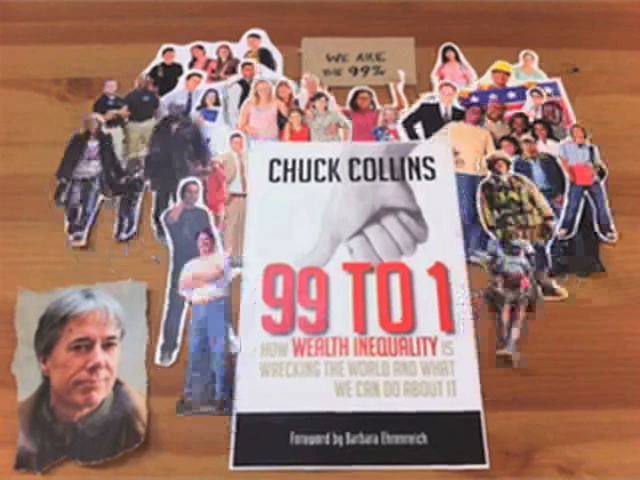 WE ARE
THE 99%
CHUCK COLLINS
99 TO 1
HOW WEALTH INEQUALITY IS
WRECKING THE WORLD AND WHAT
WE CAN DO ABOUT IT
Foreword by Barbara Ehrenreich